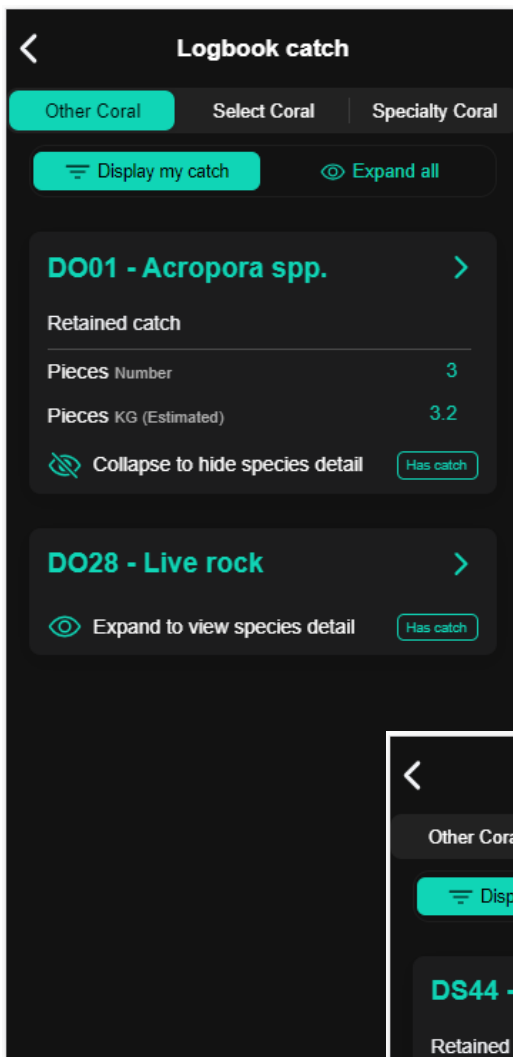 Logbook catch
Other Coral Select Coral Specialty Coral
Display my catch Expand all
DO01 - Acropora spp.
Retained catch
Pieces Number 3
Pieces KG (Estimated) 3.2
Collapse to hide species detail Has catch
DO28 - Live rock
Expand to view species detail Has catch
Other Cora
Disp
DS44 -
Retained